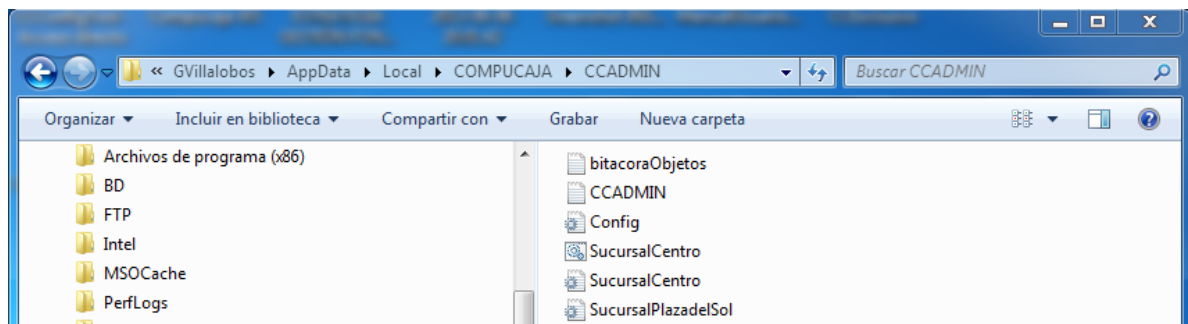 « GVillalobos ▸ AppData ▸ Local ▸ COMPUCAJA ▸ CCADMIN
Buscar CCADMIN
Organizar Incluir en biblioteca Compartir con Grabar Nueva carpeta
Archivos de programa (x86)
BD
FTP
Intel
MSOCache
PerfLogs
bitacoraObjetos
CCADMIN
Config
SucursalCentro
SucursalCentro
SucursalPlazadelSol